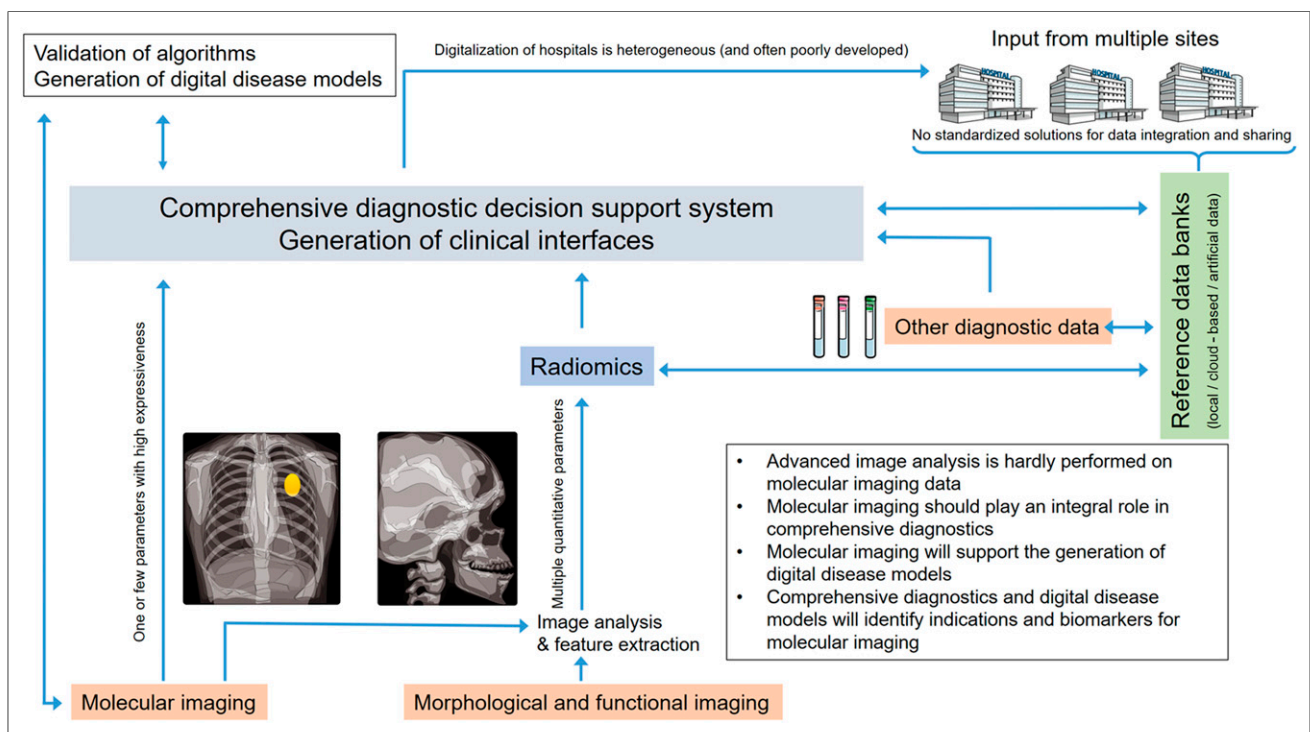 Validation of algorithms
Generation of digital disease models
Digitalization of hospitals is heterogeneous (and often poorly developed)
Input from multiple sites
HOSPITAL
HOSPITAL
HOSPITAL
No standardized solutions for data integration and sharing
Comprehensive diagnostic decision support system
Generation of clinical interfaces
Reference data banks
(local / cloud - based / artificial data)
Other diagnostic data
Radiomics
One or few parameters with high expressiveness
Multiple quantitative parameters
Image analysis
& feature extraction
Molecular imaging
Morphological and functional imaging
• Advanced image analysis is hardly performed on
molecular imaging data
• Molecular imaging should play an integral role in
comprehensive diagnostics
• Molecular imaging will support the generation of
digital disease models
• Comprehensive diagnostics and digital disease
models will identify indications and biomarkers for
molecular imaging